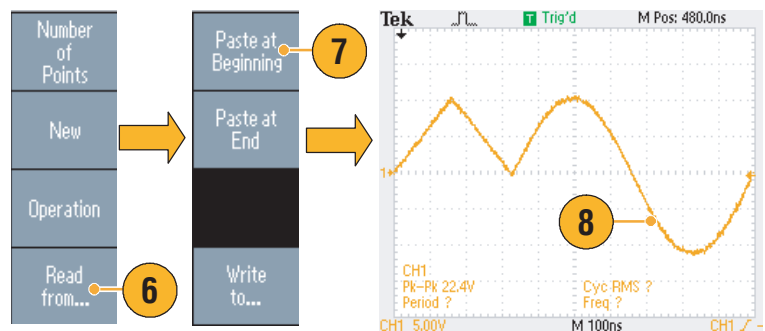 Number
of
Points
New
Operation
Read
from...
6
Paste at
Beginning
7
Paste at
End
Write
to...
Tek
T Trig'd
M Pos: 480.0ns
1
8
CH1
Pk-Pk 22.4V
Cyc RMS ?
Period ?
Freq ?
CH1 5.00V
M 100ns
CH1